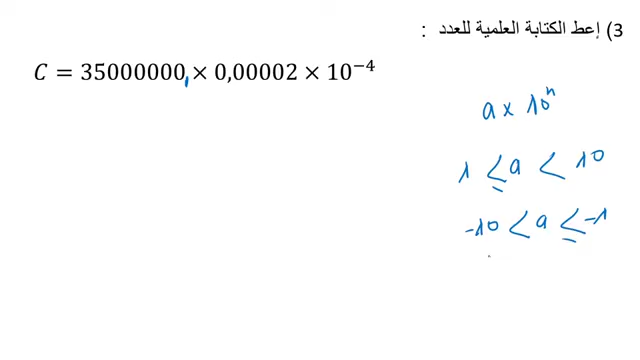 3) إعط الكتابة العلمية للعدد :
C = 35000000, × 0,00002 × 10⁻⁴
a × 10ⁿ
1 ≤ a < 10
-10 < a ≤ -1